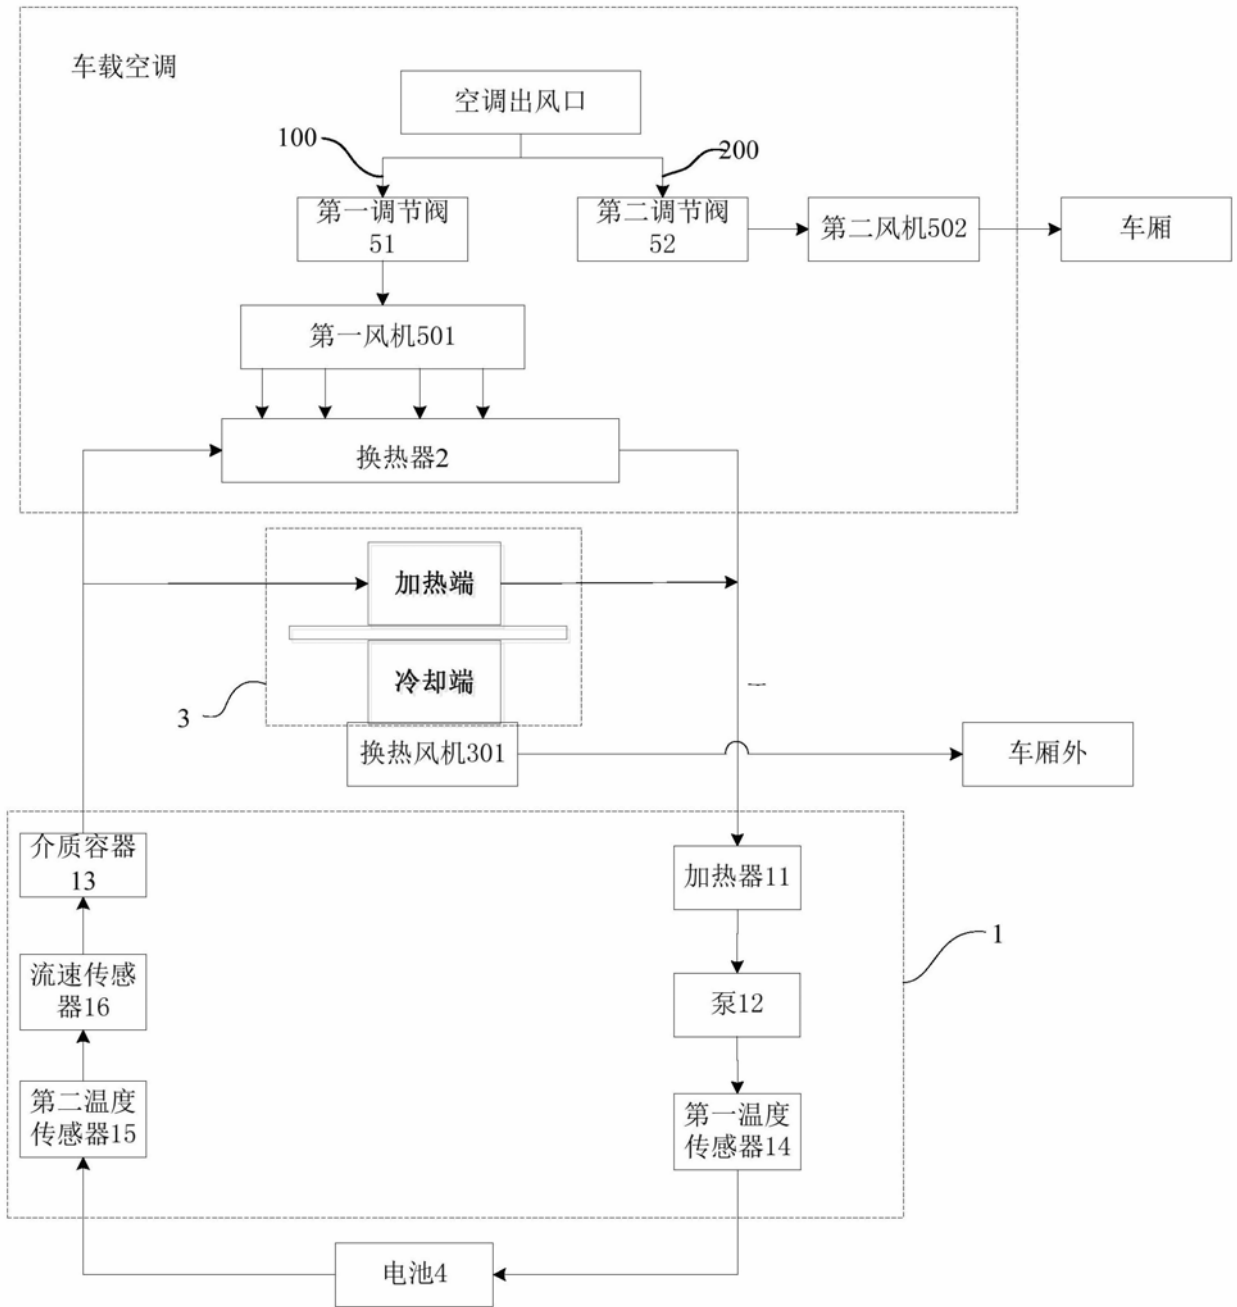 车载空调
空调出风口
100
200
第一调节阀
51
第二调节阀
52
第二风机502
车厢
第一风机501
换热器2
加热端
冷却端
3
换热风机301
车厢外
介质容器
13
加热器11
1
流速传感
器16
泵12
第二温度
传感器15
第一温度
传感器14
电池4